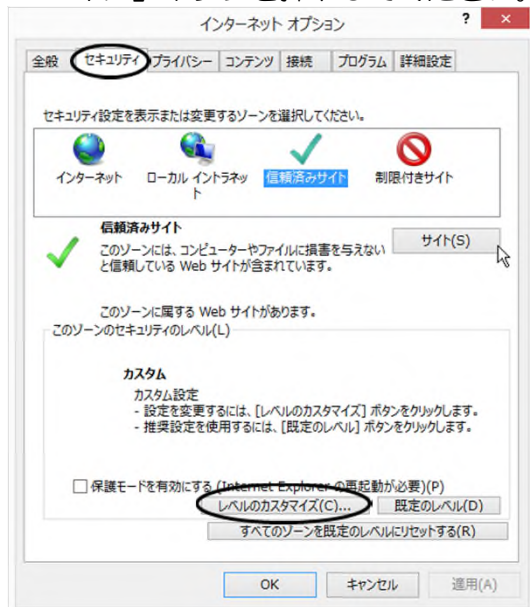 インターネット オプション
?
×
全般 セキュリティ プライバシー コンテンツ 接続 プログラム 詳細設定
セキュリティ設定を表示または変更するゾーンを選択してください。
インターネット ローカル イントラネット 信頼済みサイト 制限付きサイト
信頼済みサイト
サイト(S)
このゾーンには、コンピューターやファイルに損害を与えない
と信頼している Web サイトが含まれています。
このゾーンに属する Web サイトがあります。
このゾーンのセキュリティのレベル(L)
カスタム
カスタム設定
- 設定を変更するには、[レベルのカスタマイズ] ボタンをクリックします。
- 推奨設定を使用するには、[既定のレベル] ボタンをクリックします。
保護モードを有効にする (Internet Explorer の再起動が必要)(P)
レベルのカスタマイズ(C)... 既定のレベル(D)
すべてのゾーンを既定のレベルにリセットする(R)
OK キャンセル 適用(A)